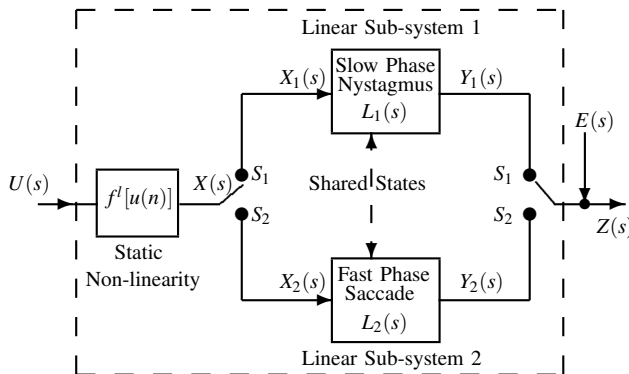 Linear Sub-system 1
X₁(s)
Slow Phase
Nystagmus
L₁(s)
Y₁(s)
E(s)
U(s)
fˡ[u(n)]
X(s)
S₁
S₂
Shared States
S₁
S₂
Z(s)
Static
Non-linearity
X₂(s)
Fast Phase
Saccade
L₂(s)
Y₂(s)
Linear Sub-system 2